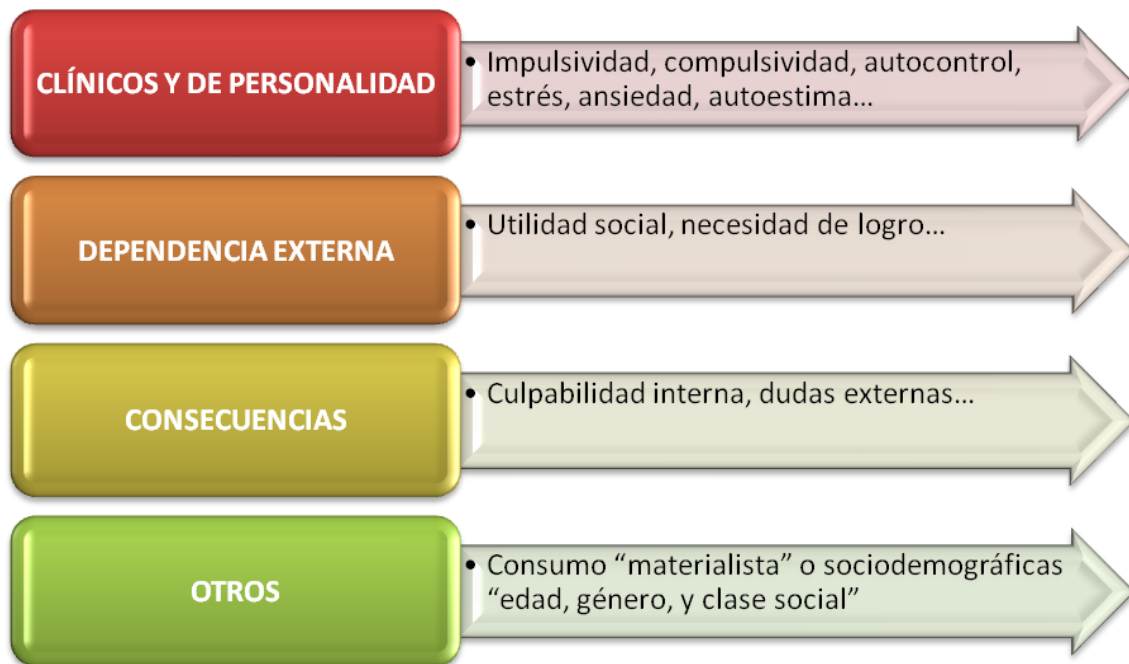 CLÍNICOS Y DE PERSONALIDAD
• Impulsividad, compulsividad, autocontrol,
estrés, ansiedad, autoestima...
DEPENDENCIA EXTERNA
• Utilidad social, necesidad de logro...
CONSECUENCIAS
• Culpabilidad interna, dudas externas...
OTROS
• Consumo “materialista” o sociodemográficas
“edad, género, y clase social”